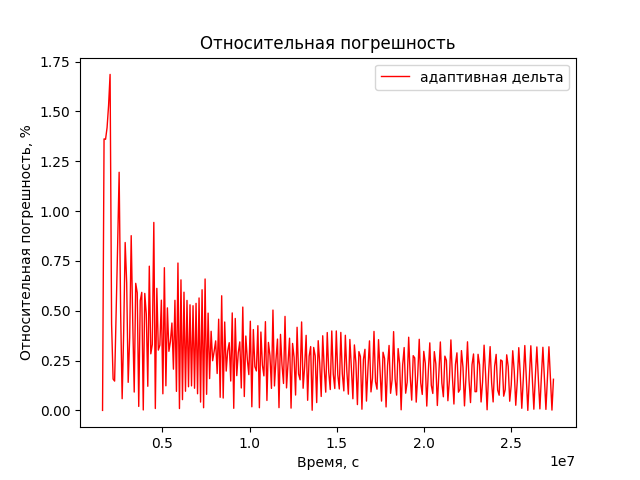 Относительная погрешность
адаптивная дельта
Относительная погрешность, %
1.75
1.50
1.25
1.00
0.75
0.50
0.25
0.00
0.5
1.0
1.5
2.0
2.5
1e7
Время, с